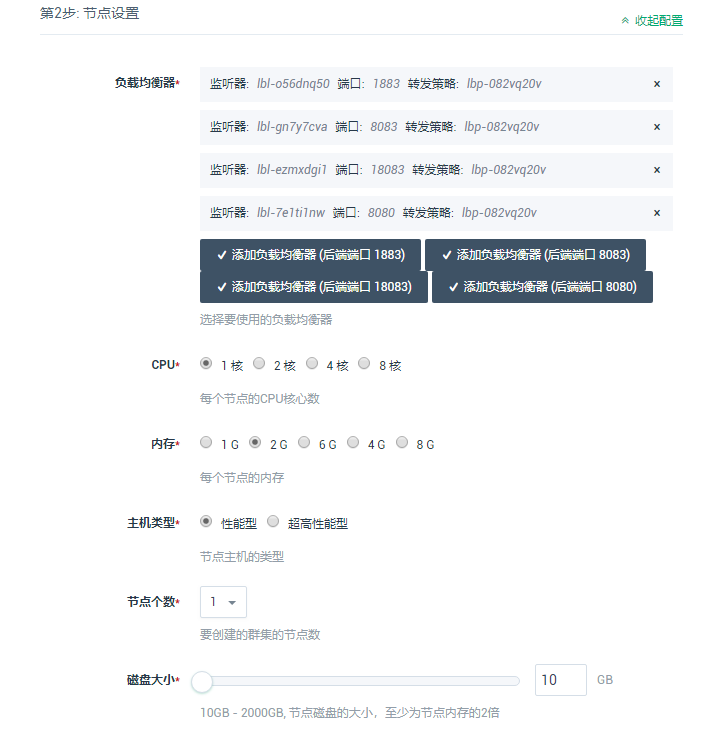 第2步: 节点设置
收起配置
负载均衡器*
监听器: lbl-o56dnq50 端口: 1883 转发策略: lbp-082vq20v ×
监听器: lbl-gn7y7cva 端口: 8083 转发策略: lbp-082vq20v ×
监听器: lbl-ezmxdgi1 端口: 18083 转发策略: lbp-082vq20v ×
监听器: lbl-7e1ti1nw 端口: 8080 转发策略: lbp-082vq20v ×
添加负载均衡器 (后端端口 1883) 添加负载均衡器 (后端端口 8083)
添加负载均衡器 (后端端口 18083) 添加负载均衡器 (后端端口 8080)
选择要使用的负载均衡器
CPU* 1 核 2 核 4 核 8 核
每个节点的CPU核心数
内存* 1 G 2 G 6 G 4 G 8 G
每个节点的内存
主机类型* 性能型 超高性能型
节点主机的类型
节点个数* 1
要创建的群集的节点数
磁盘大小* 10 GB
10GB - 2000GB, 节点磁盘的大小，至少为节点内存的2倍